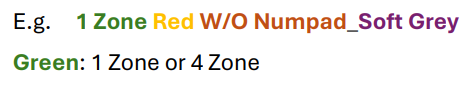 E.g. 1 Zone Red W/O Numpad_Soft Grey
Green: 1 Zone or 4 Zone